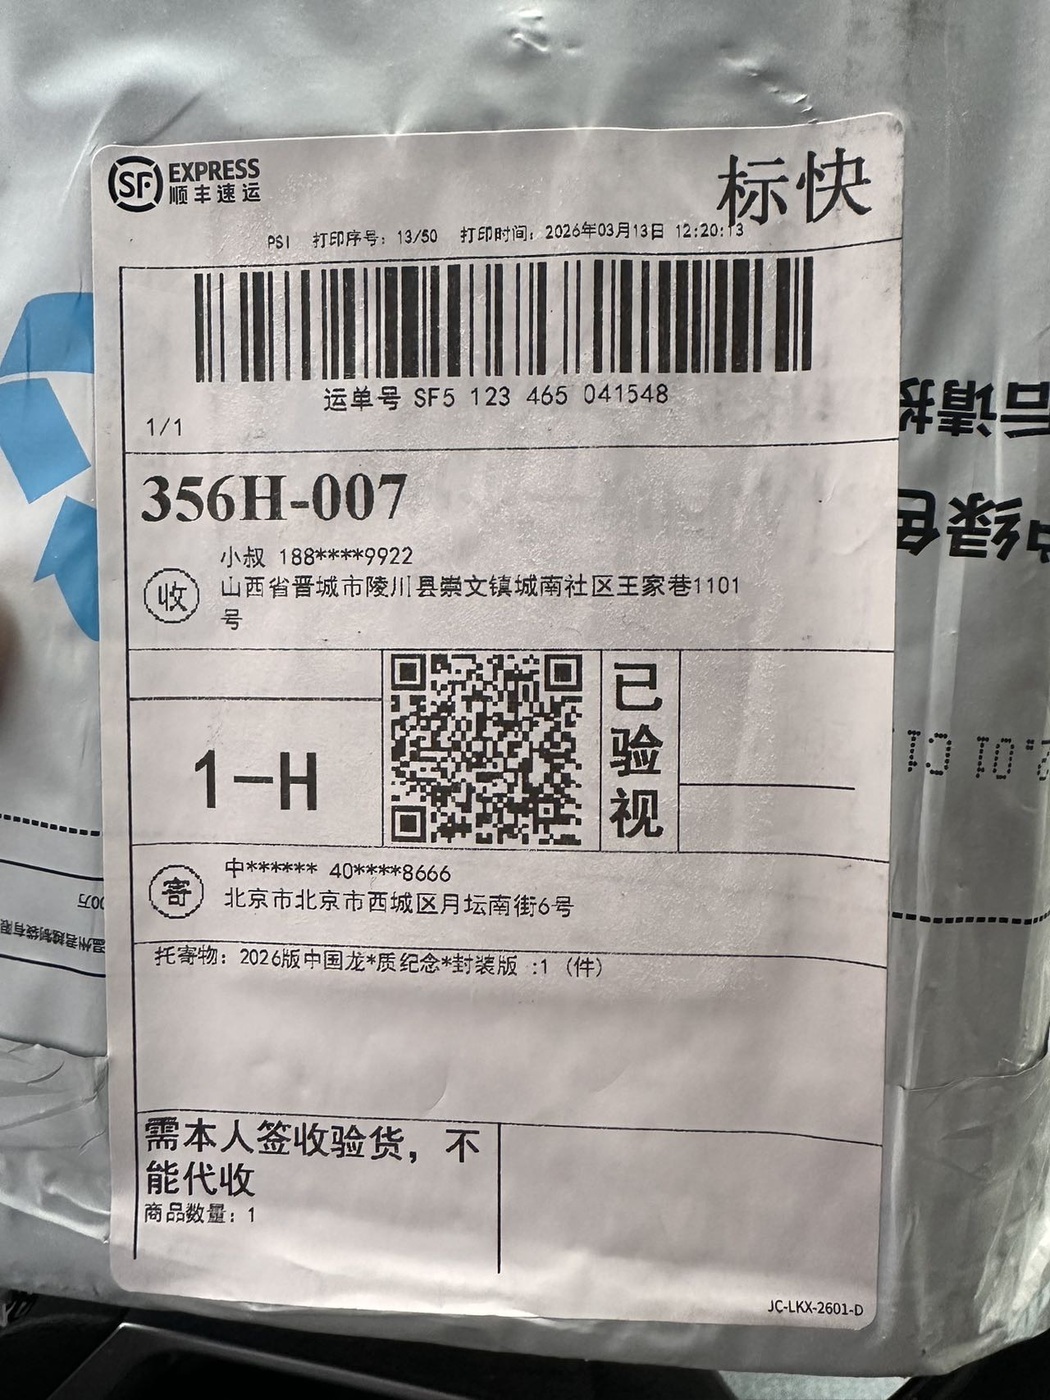 SF EXPRESS
顺丰速运
标快
PSI 打印序号：13/50 打印时间：2026年03月13日 12:20:13
运单号 SF5 123 465 041548
1/1
356H-007
收
小叔 188****9922
山西省晋城市陵川县崇文镇城南社区王家巷1101
号
1-H
已
验
视
寄
中****** 40****8666
北京市北京市西城区月坛南街6号
托寄物：2026版中国龙*质纪念*封装版 :1 （件）
需本人签收验货，不
能代收
商品数量：1
JC-LKX-2601-D
后请
绿色